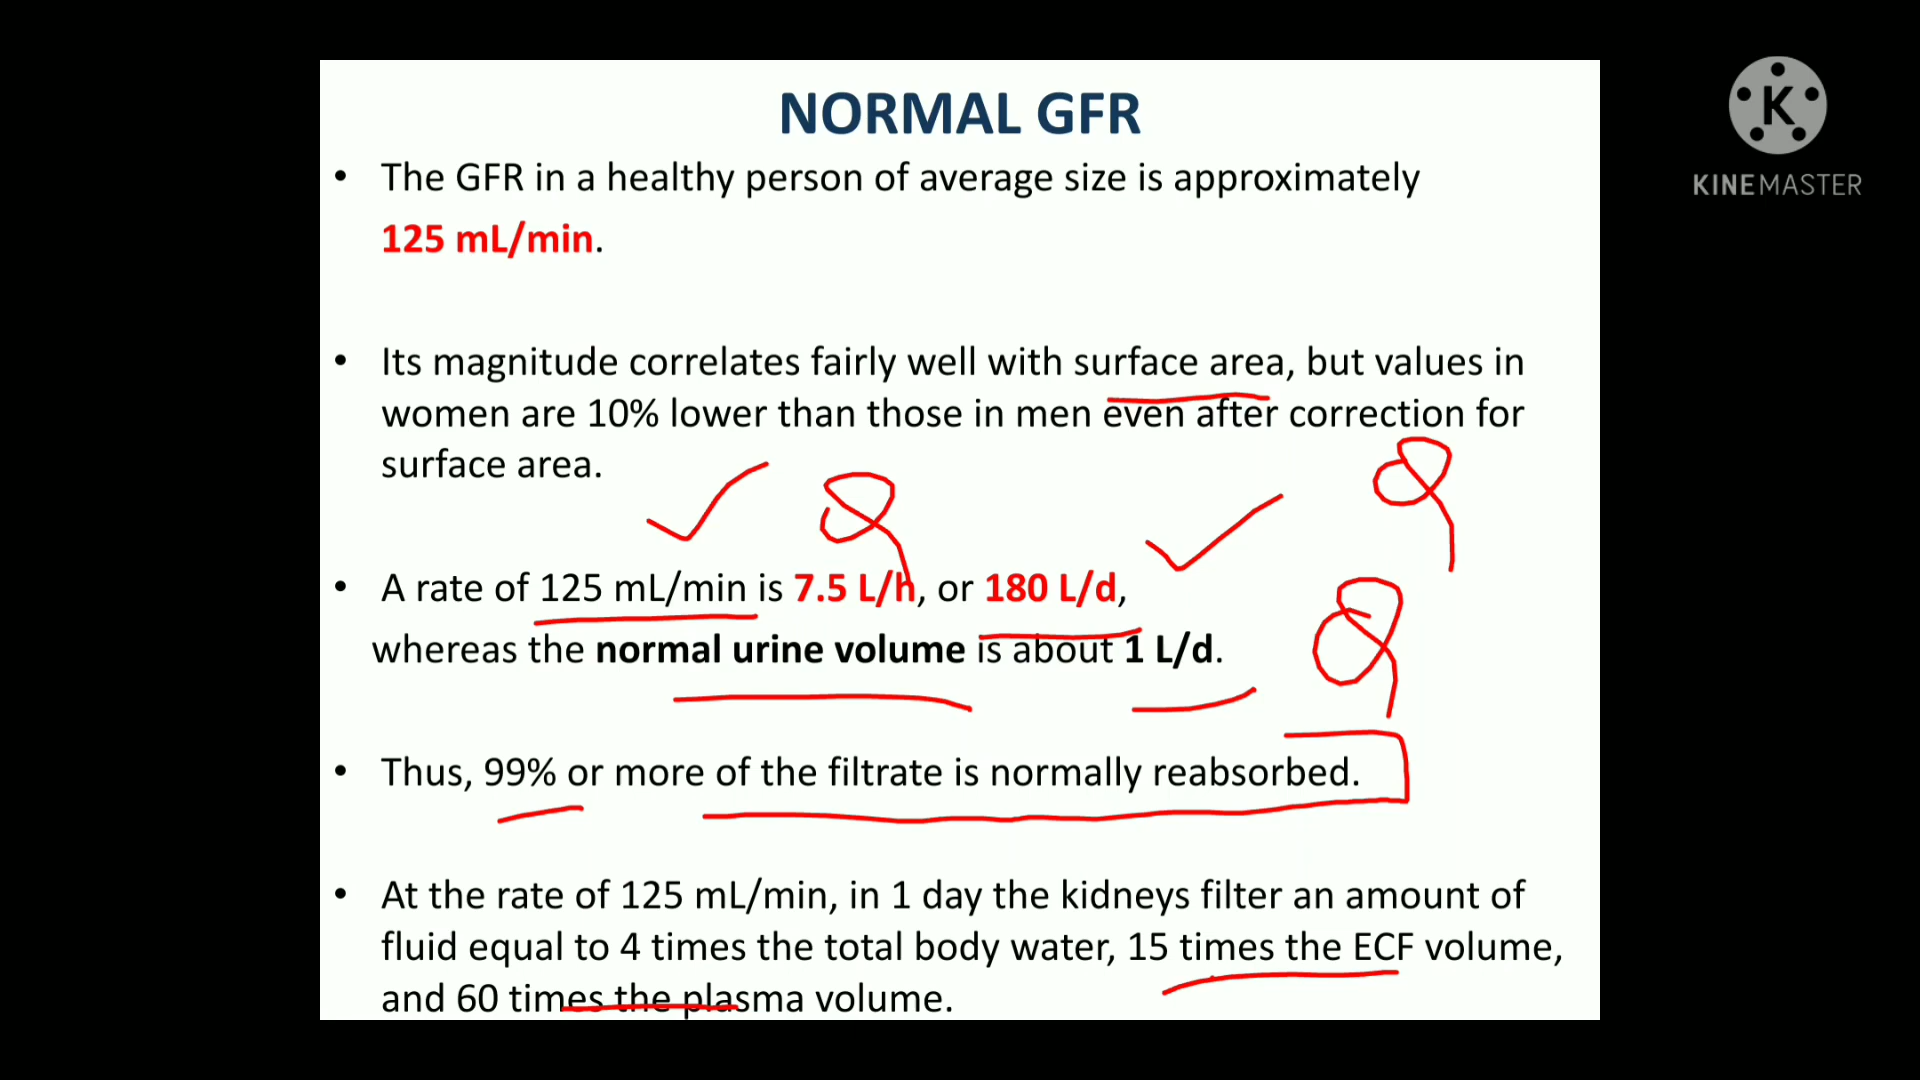 NORMAL GFR
K
KINEMASTER
• The GFR in a healthy person of average size is approximately
125 mL/min.
• Its magnitude correlates fairly well with surface area, but values in
women are 10% lower than those in men even after correction for
surface area.
• A rate of 125 mL/min is 7.5 L/h, or 180 L/d,
whereas the normal urine volume is about 1 L/d.
• Thus, 99% or more of the filtrate is normally reabsorbed.
• At the rate of 125 mL/min, in 1 day the kidneys filter an amount of
fluid equal to 4 times the total body water, 15 times the ECF volume,
and 60 times the plasma volume.